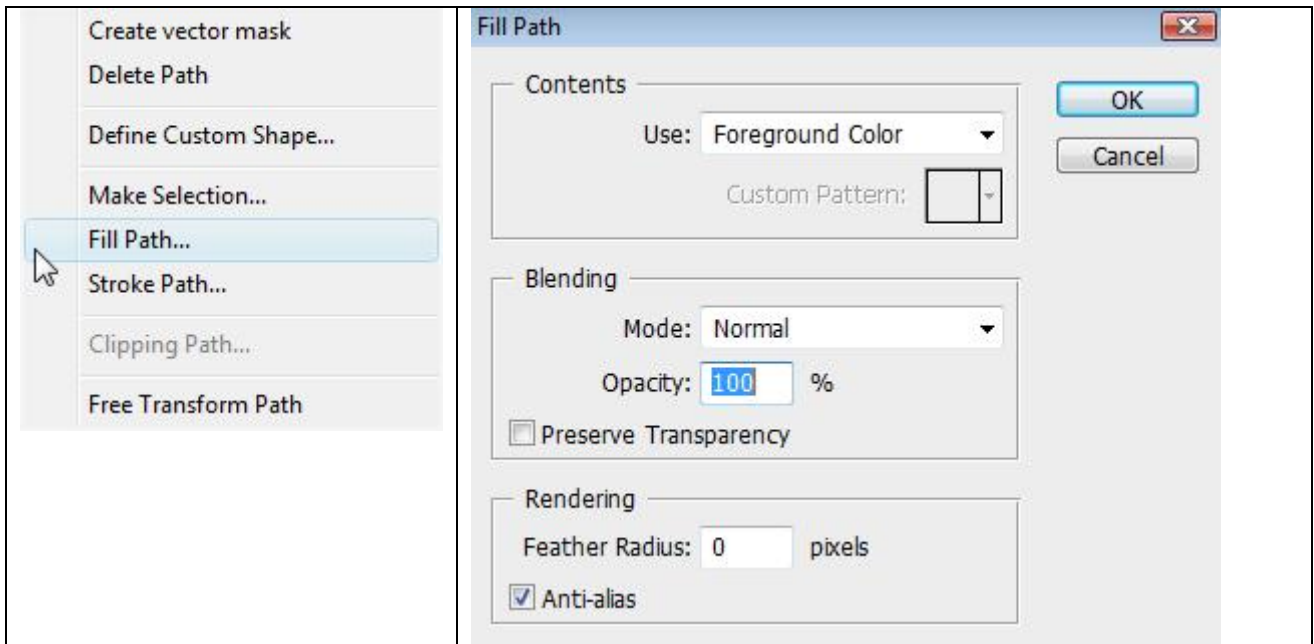 Create vector mask
Delete Path
Define Custom Shape...
Make Selection...
Fill Path...
Stroke Path...
Clipping Path...
Free Transform Path
Fill Path
Contents
Use: Foreground Color
Custom Pattern:
OK
Cancel
Blending
Mode: Normal
Opacity: 100 %
Preserve Transparency
Rendering
Feather Radius: 0 pixels
Anti-alias